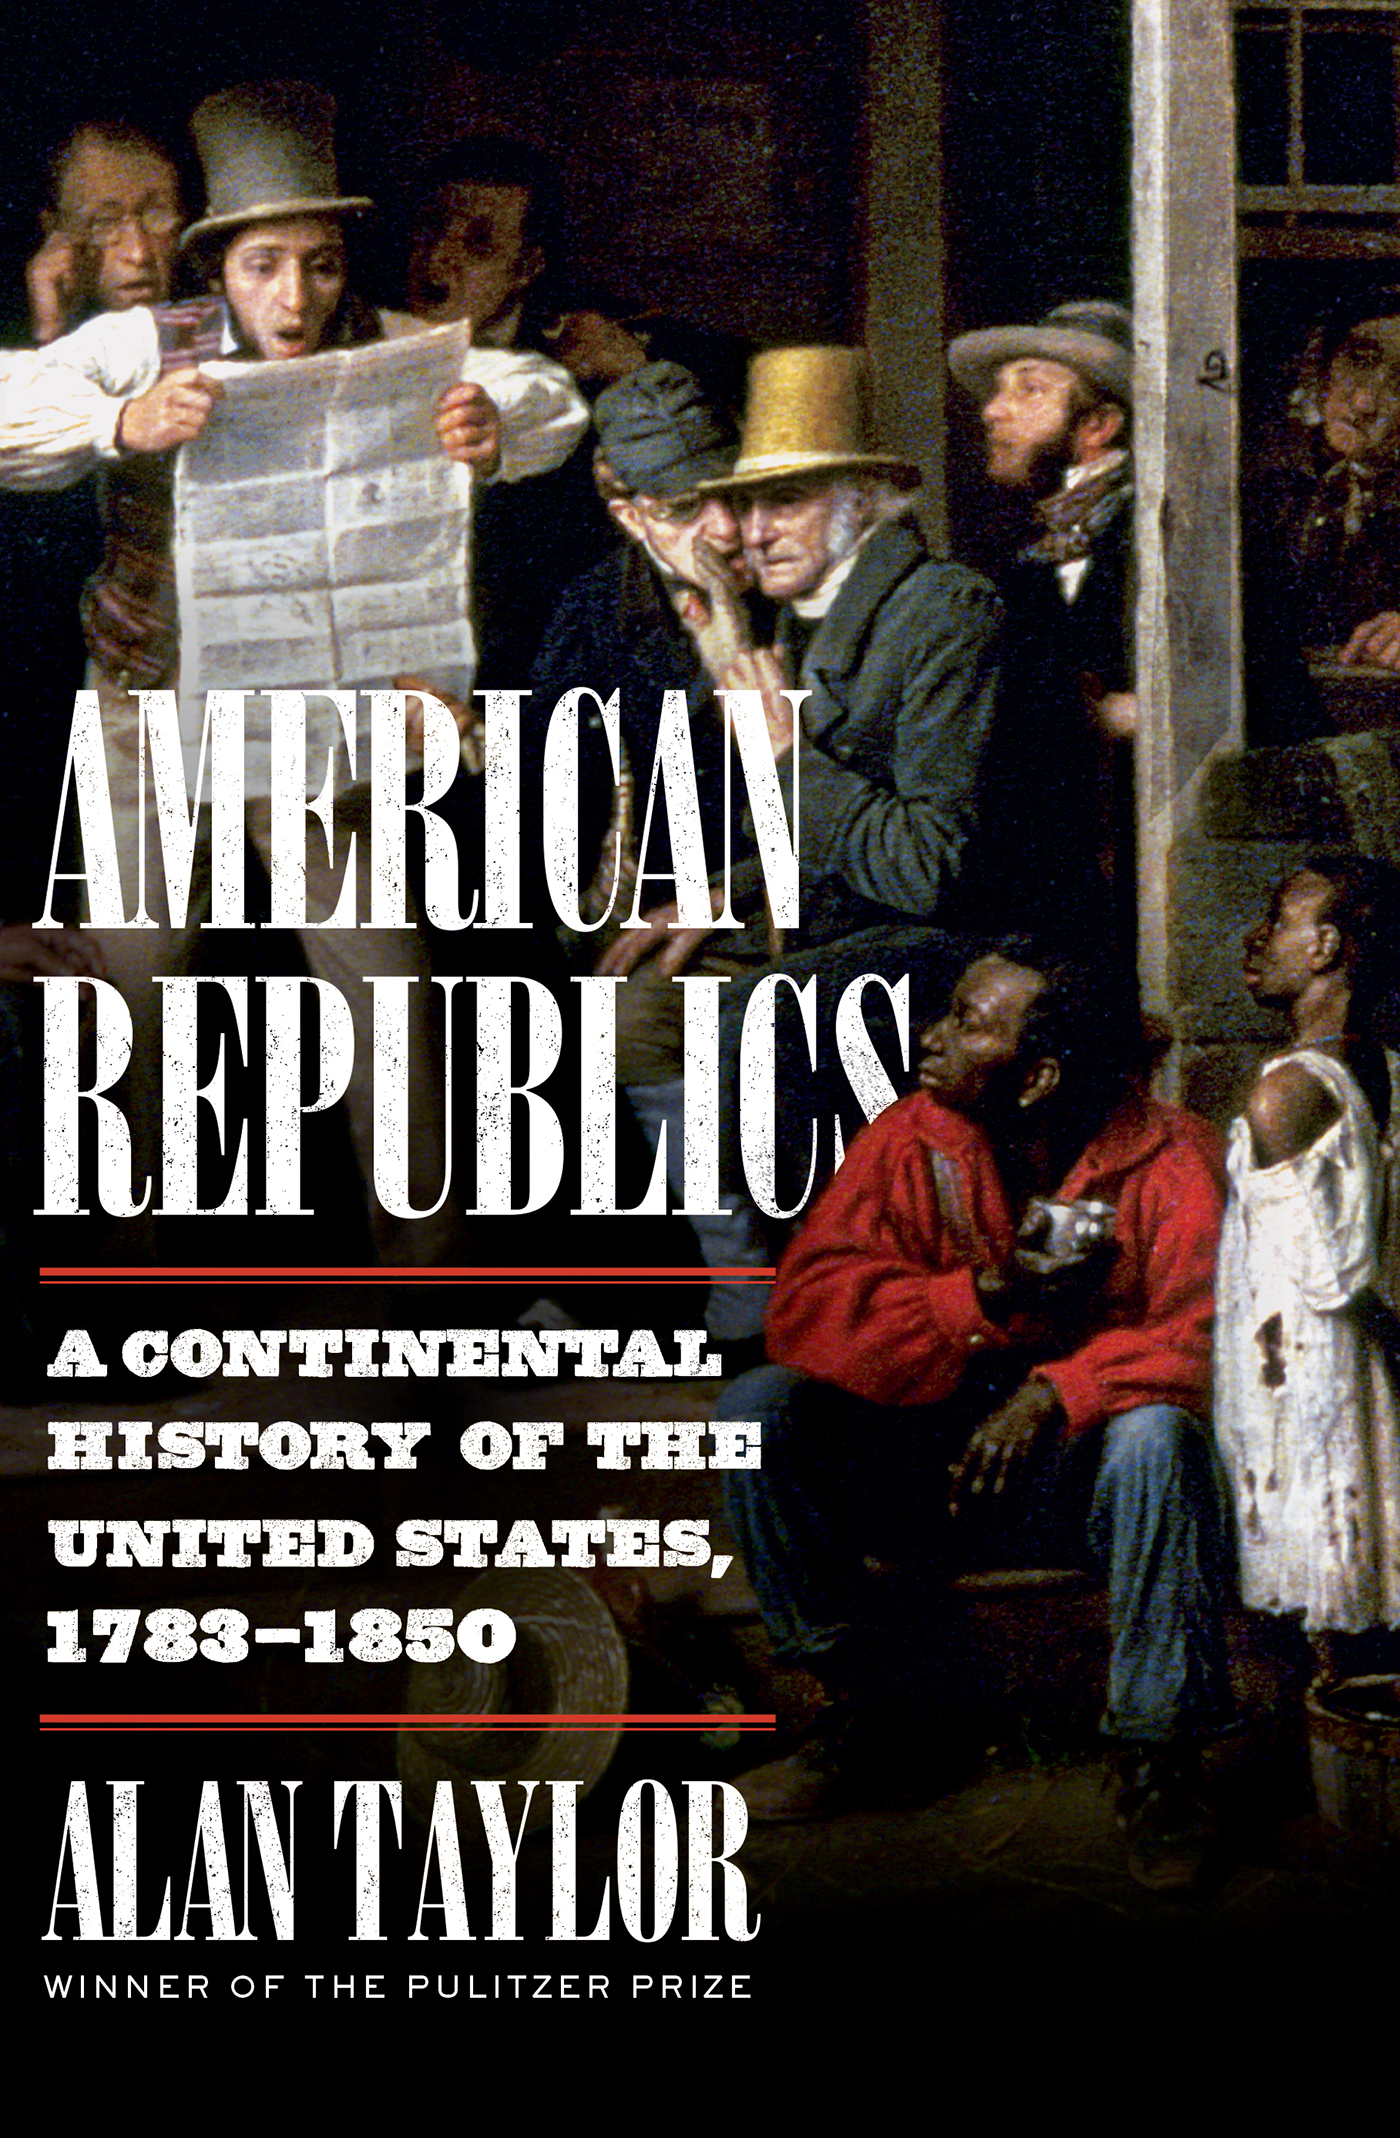 AMERICAN
REPUBLICS
A CONTINENTAL
HISTORY OF THE
UNITED STATES,
1783–1850
ALAN TAYLOR
WINNER OF THE PULITZER PRIZE